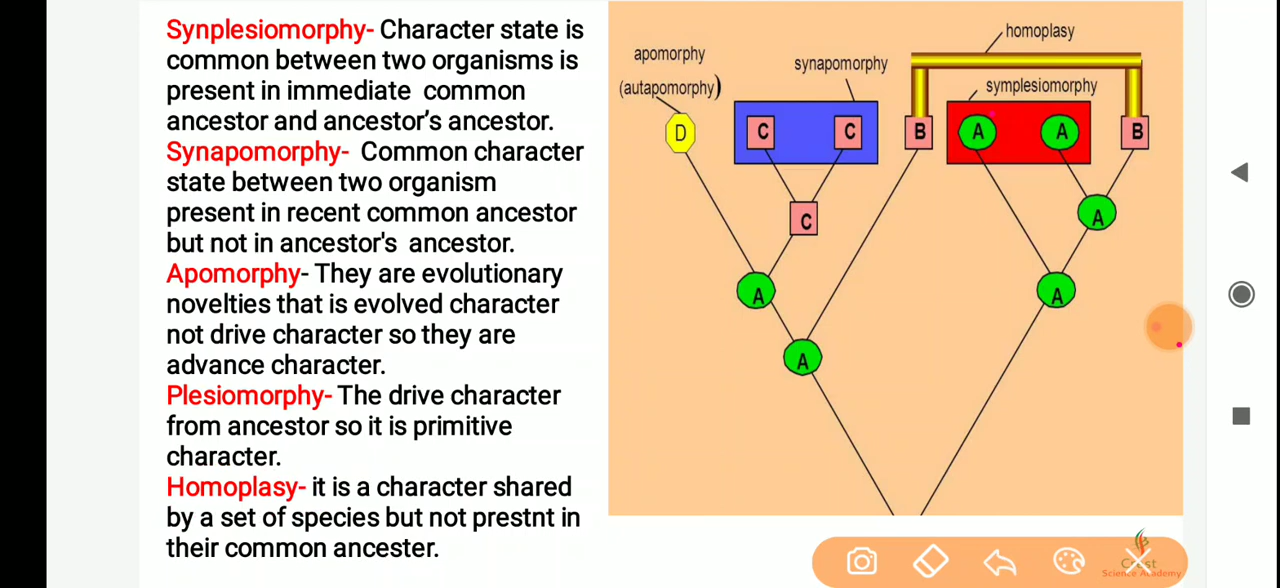 Synplesiomorphy- Character state is
common between two organisms is
present in immediate common
ancestor and ancestor's ancestor.
Synapomorphy- Common character
state between two organism
present in recent common ancestor
but not in ancestor's ancestor.
Apomorphy- They are evolutionary
novelties that is evolved character
not drive character so they are
advance character.
Plesiomorphy- The drive character
from ancestor so it is primitive
character.
Homoplasy- it is a character shared
by a set of species but not prestnt in
their common ancester.
homoplasy
apomorphy
(autapomorphy)
synapomorphy
symplesiomorphy
D
C
C
B
A
A
B
C
A
A
A
A
Crest
Science Academy